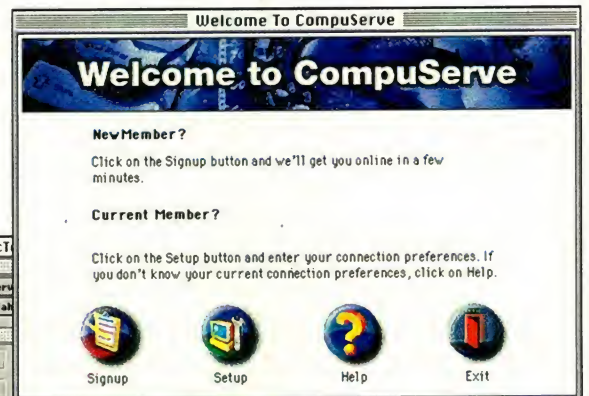 Welcome To CompuServe
Welcome to CompuServe
New Member?
Click on the Signup button and we'll get you online in a few
minutes.
Current Member?
Click on the Setup button and enter your connection preferences. If
you don't know your current connection preferences, click on Help.
Signup
Setup
Help
Exit